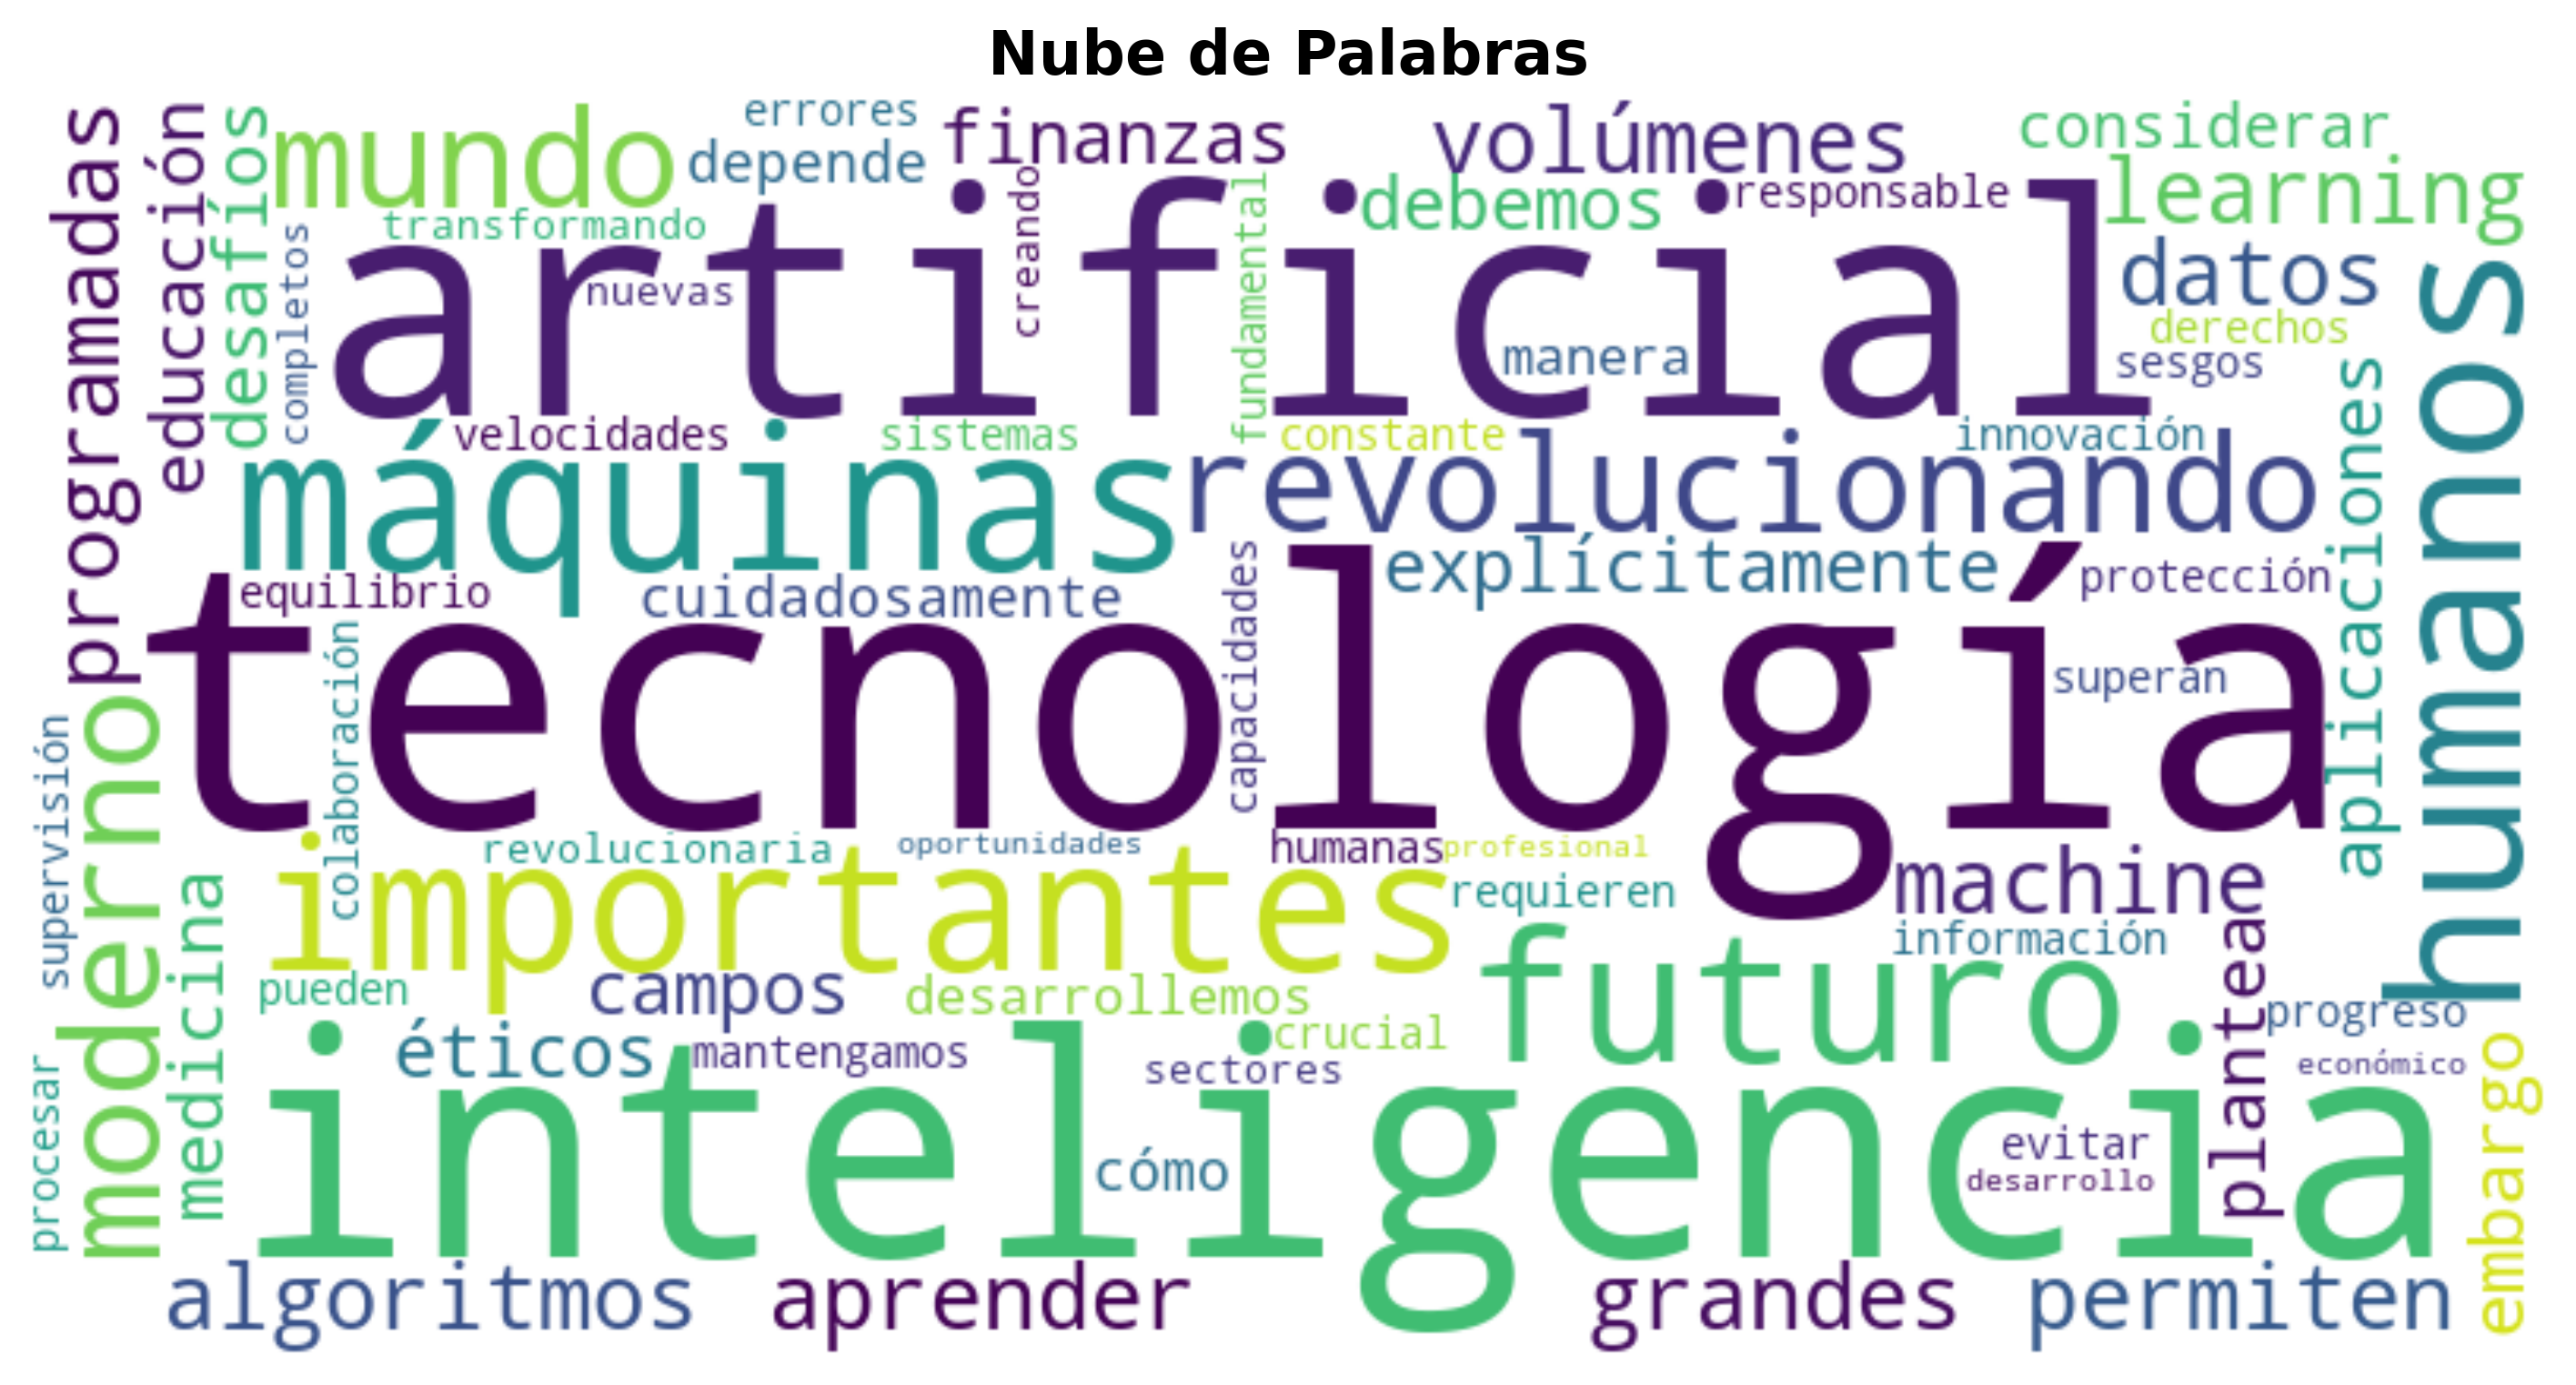 Nube de Palabras
programadas
educación
desafíos
mundo
errores
depende
finanzas
volúmenes
considerar
learning
transformando
completos
artificial
nuevas
creando
fundamental
debemos
responsable
manera
datos
derechos
sesgos
humanos
aplicaciones
velocidades
sistemas
constante
innovación
máquinas
revolucionando
equilibrio
cuidadosamente
capacidades
explícitamente
protección
tecnología
superan
colaboración
supervisión
moderno
revolucionaria
oportunidades
humanas
profesional
importantes
requieren
machine
medicina
información
futuro
plantean
pueden
campos
desarrollemos
progreso
éticos
mantengamos
crucial
sectores
económico
procesar
inteligencia
cómo
evitar
desarrollo
embargo
algoritmos
aprender
grandes
permiten